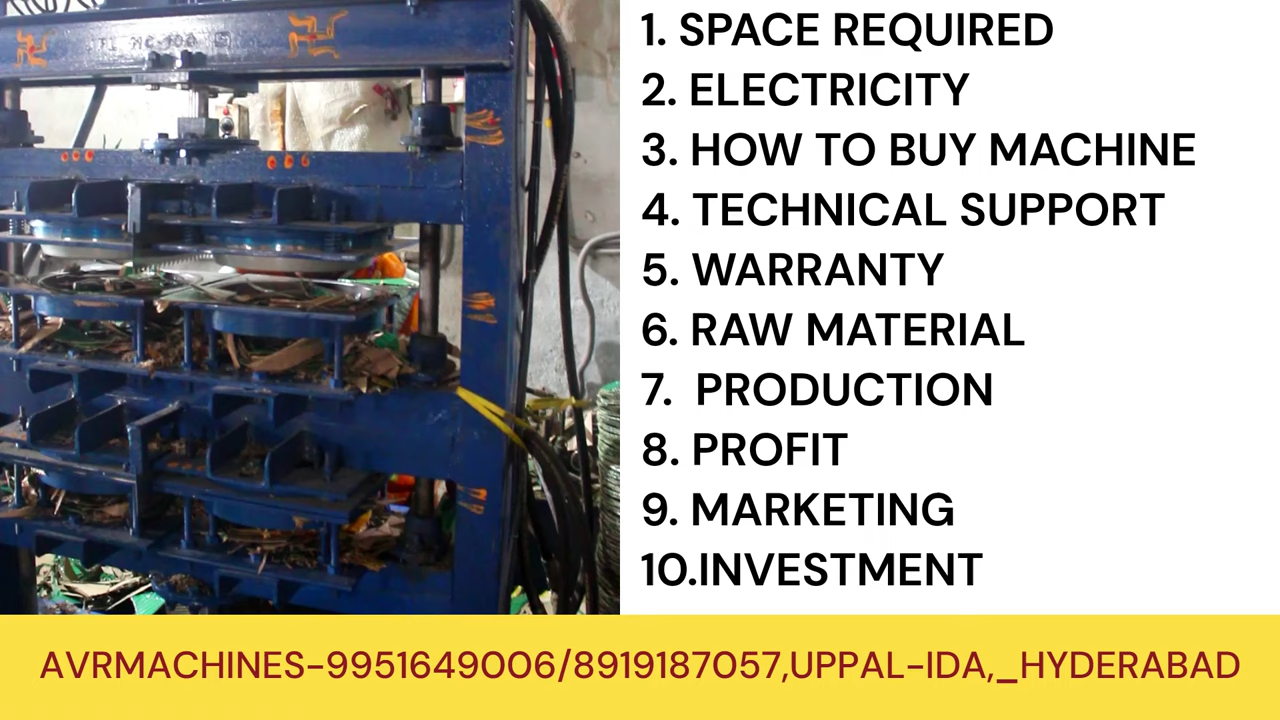 1. SPACE REQUIRED
2. ELECTRICITY
3. HOW TO BUY MACHINE
4. TECHNICAL SUPPORT
5. WARRANTY
6. RAW MATERIAL
7. PRODUCTION
8. PROFIT
9. MARKETING
10.INVESTMENT
AVRMACHINES-9951649006/8919187057,UPPAL-IDA,_HYDERABAD